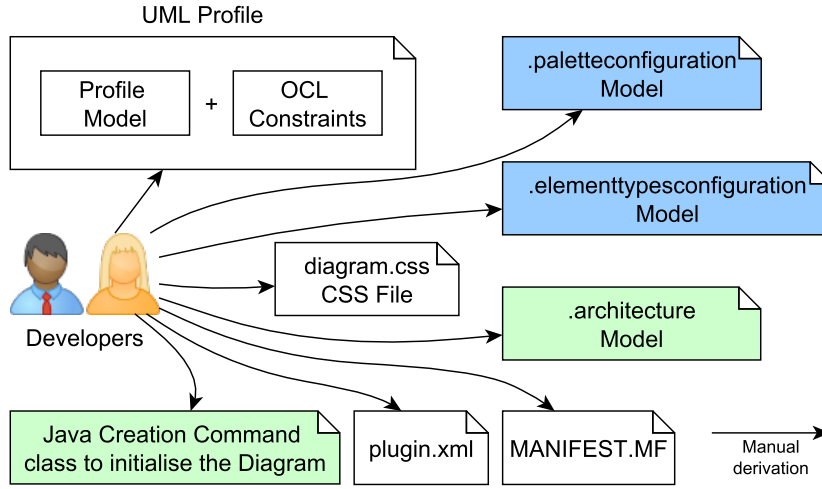 UML Profile
Profile
Model
+
OCL
Constraints
.paletteconfiguration
Model
.elementtypesconfiguration
Model
diagram.css
CSS File
.architecture
Model
Developers
Java Creation Command
class to initialise the Diagram
plugin.xml
MANIFEST.MF
Manual
derivation